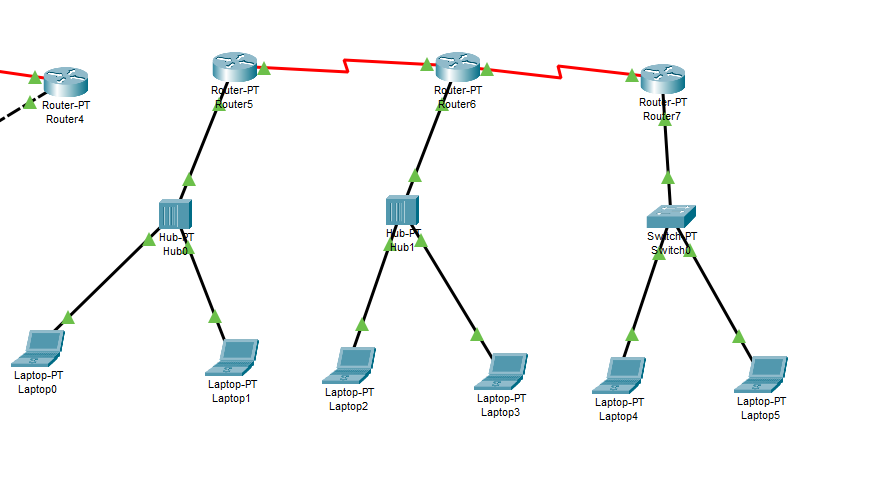 Router-PT
Router4
Router-PT
Router5
Router-PT
Router6
Router-PT
Router7
Hub-PT
Hub0
Hub-PT
Hub1
Switch-PT
Switch0
Laptop-PT
Laptop0
Laptop-PT
Laptop1
Laptop-PT
Laptop2
Laptop-PT
Laptop3
Laptop-PT
Laptop4
Laptop-PT
Laptop5